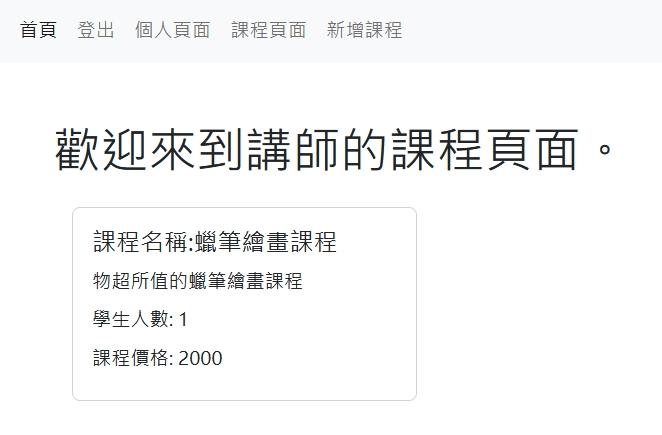 首頁 登出 個人頁面 課程頁面 新增課程
歡迎來到講師的課程頁面。
課程名稱:蠟筆繪畫課程
物超所值的蠟筆繪畫課程
學生人數: 1
課程價格: 2000